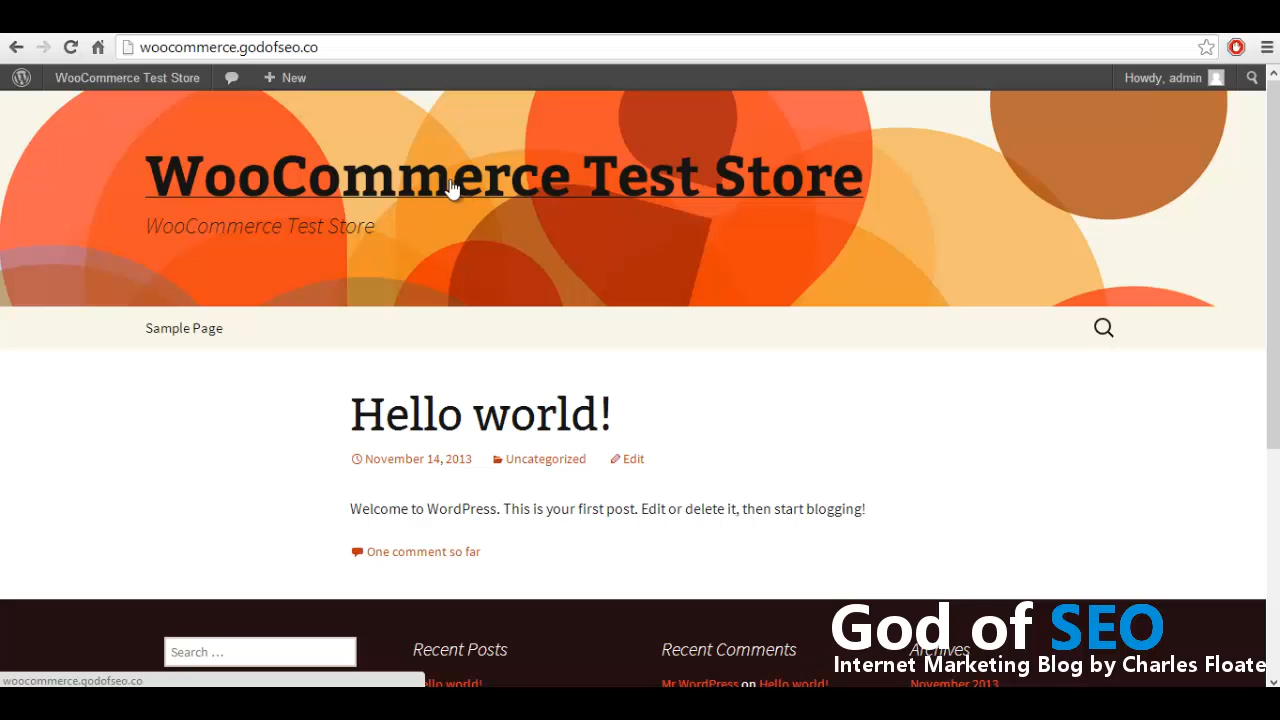 woocommerce.godofseo.co
WooCommerce Test Store
New
Howdy, admin
WooCommerce Test Store
WooCommerce Test Store
Sample Page
Hello world!
November 14, 2013 Uncategorized Edit
Welcome to WordPress. This is your first post. Edit or delete it, then start blogging!
One comment so far
God of SEO
Internet Marketing Blog by Charles Floate
Search ...
Recent Posts
Recent Comments
Archives
Hello world!
Mr WordPress on Hello world!
November 2013
woocommerce.godofseo.co